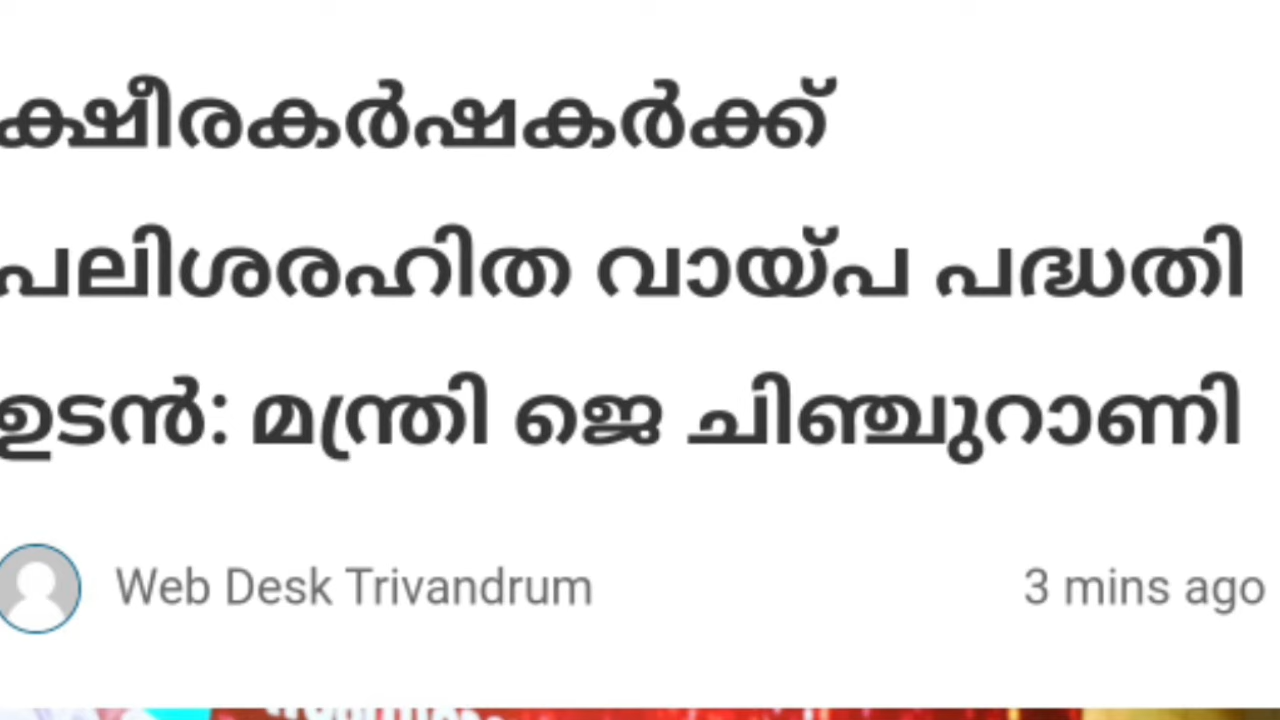 ക്ഷീരകർഷകർക്ക്
പലിശരഹിത വായ്പ പദ്ധതി
ഉടൻ: മന്ത്രി ജെ ചിഞ്ചുറാണി
Web Desk Trivandrum
3 mins ago